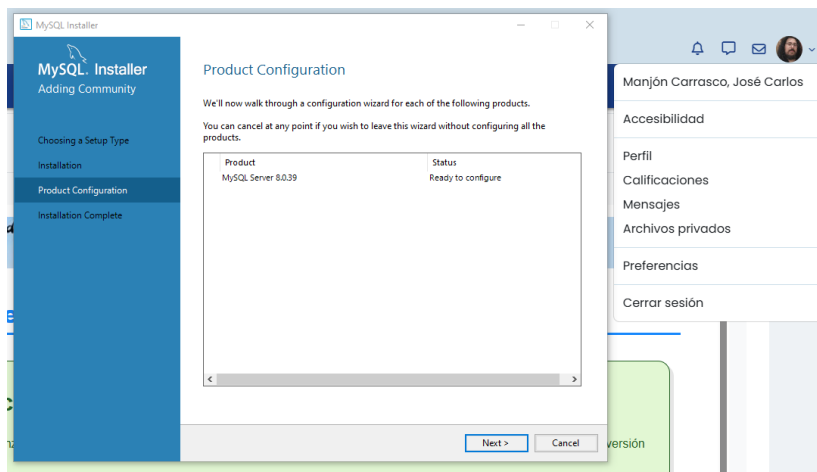 MySQL Installer
MySQL. Installer
Adding Community
Choosing a Setup Type
Installation
Product Configuration
Installation Complete
Product Configuration
We'll now walk through a configuration wizard for each of the following products.
You can cancel at any point if you wish to leave this wizard without configuring all the
products.
Product Status
MySQL Server 8.0.39 Ready to configure
Next > Cancel
Manjón Carrasco, José Carlos
Accesibilidad
Perfil
Calificaciones
Mensajes
Archivos privados
Preferencias
Cerrar sesión
versión